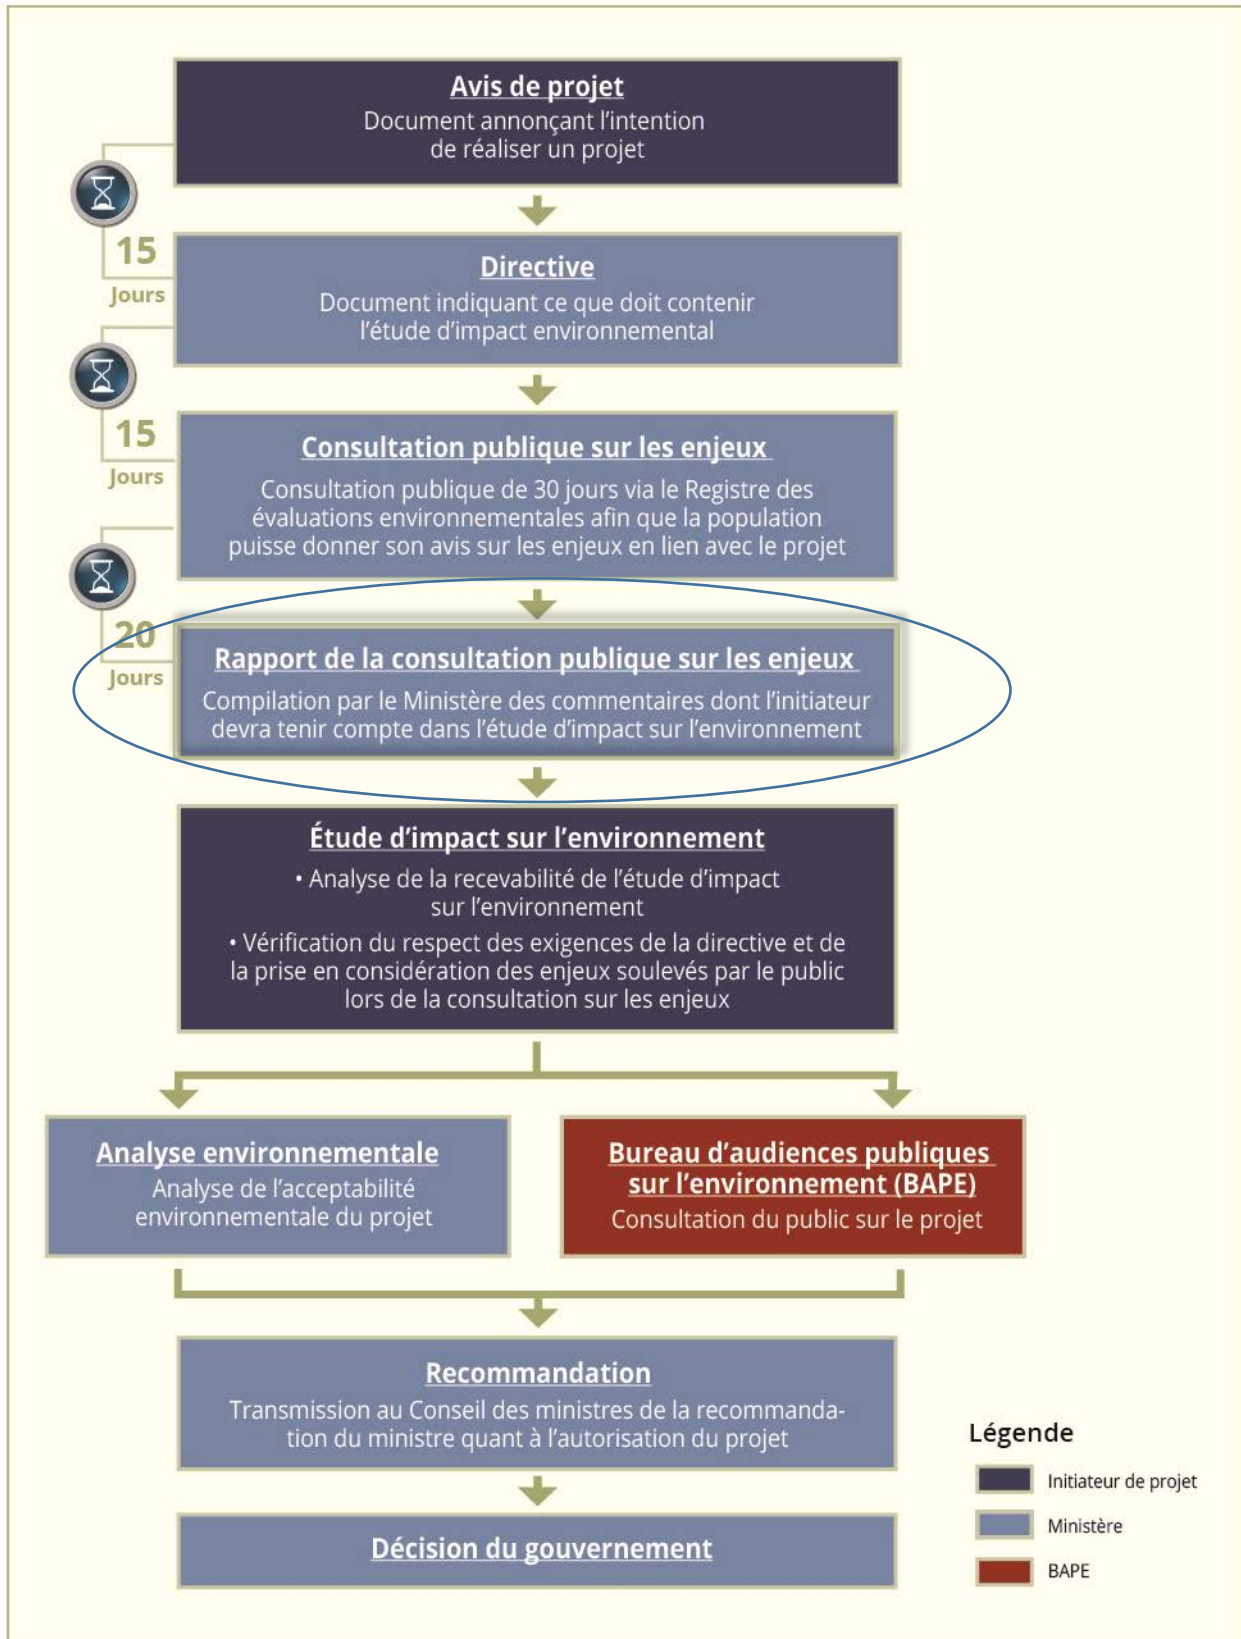 Avis de projet
Document annonçant l’intention
de réaliser un projet
15
Jours
Directive
Document indiquant ce que doit contenir
l’étude d’impact environnemental
15
Jours
Consultation publique sur les enjeux
Consultation publique de 30 jours via le Registre des
évaluations environnementales afin que la population
puisse donner son avis sur les enjeux en lien avec le projet
20
Jours
Rapport de la consultation publique sur les enjeux
Compilation par le Ministère des commentaires dont l’initiateur
devra tenir compte dans l’étude d’impact sur l’environnement
Étude d’impact sur l’environnement
• Analyse de la recevabilité de l’étude d’impact
sur l’environnement
• Vérification du respect des exigences de la directive et de
la prise en considération des enjeux soulevés par le public
lors de la consultation sur les enjeux
Analyse environnementale
Analyse de l’acceptabilité
environnementale du projet
Bureau d’audiences publiques
sur l’environnement (BAPE)
Consultation du public sur le projet
Recommandation
Transmission au Conseil des ministres de la recommanda-
tion du ministre quant à l’autorisation du projet
Décision du gouvernement
Légende
Initiateur de projet
Ministère
BAPE